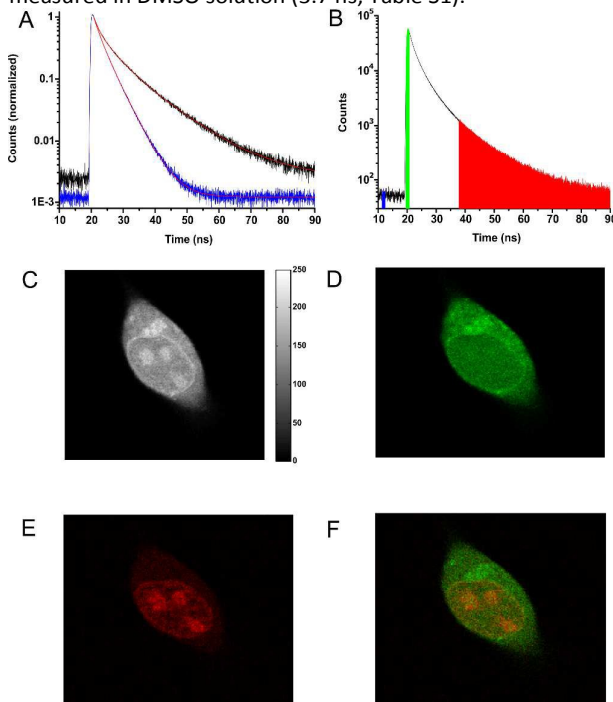 measured in DMSO solution ns, Table S1).
A
B
Counts (normalized)
1
0.1
0.01
1E-3
10 20 30 40 50 60 70 80 90
Time (ns)
Counts
10^5
10^4
10^3
10^2
10 20 30 40 50 60 70 80 90
Time (ns)
C
250
200
150
100
50
0
D
E
F